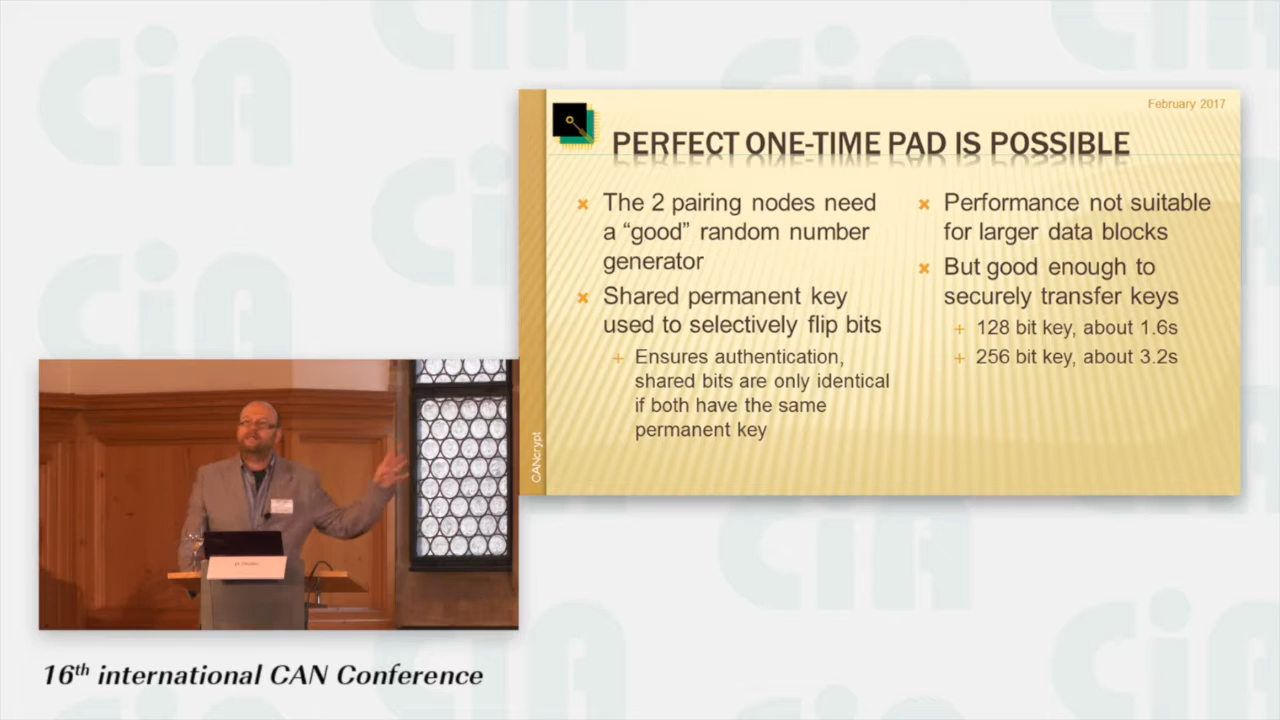 CiA
February 2017
PERFECT ONE-TIME PAD IS POSSIBLE
The 2 pairing nodes need
a “good” random number
generator
Shared permanent key
used to selectively flip bits
Ensures authentication,
shared bits are only identical
if both have the same
permanent key
Performance not suitable
for larger data blocks
But good enough to
securely transfer keys
128 bit key, about 1.6s
256 bit key, about 3.2s
CANcrypt
16th international CAN Conference